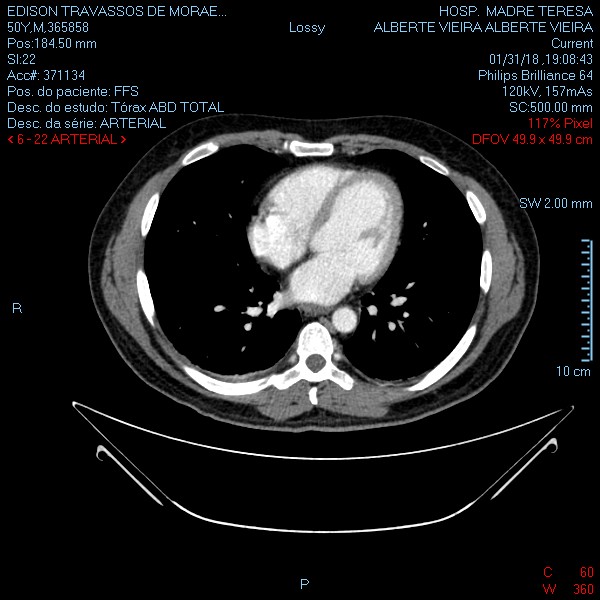 EDISON TRAVASSOS DE MORAE...
50Y,M,365858
Pos:184.50 mm
Sl:22
Acc#: 371134
Pos. do paciente: FFS
Desc. do estudo: Tórax ABD TOTAL
Desc. da série: ARTERIAL
< 6 - 22 ARTERIAL >
Lossy
HOSP. MADRE TERESA
ALBERTE VIEIRA ALBERTE VIEIRA
Current
01/31/18 ,19:08:43
Philips Brilliance 64
120kV, 157mAs
SC:500.00 mm
117% Pixel
DFOV 49.9 x 49.9 cm
SW 2.00 mm
R
10 cm
P
C 60
W 360